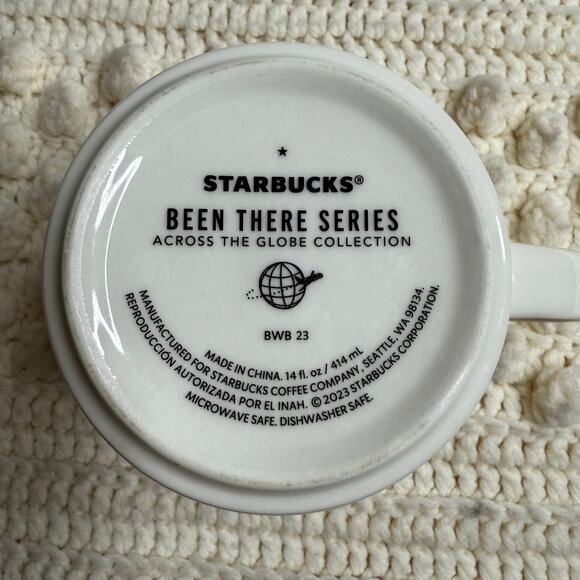 STARBUCKS®
BEEN THERE SERIES
ACROSS THE GLOBE COLLECTION
BWB 23
MADE IN CHINA. 14 fl. oz / 414 mL
MANUFACTURED FOR STARBUCKS COFFEE COMPANY, SEATTLE, WA 98134.
REPRODUCCIÓN AUTORIZADA POR EL INAH. © 2023 STARBUCKS CORPORATION.
MICROWAVE SAFE. DISHWASHER SAFE.